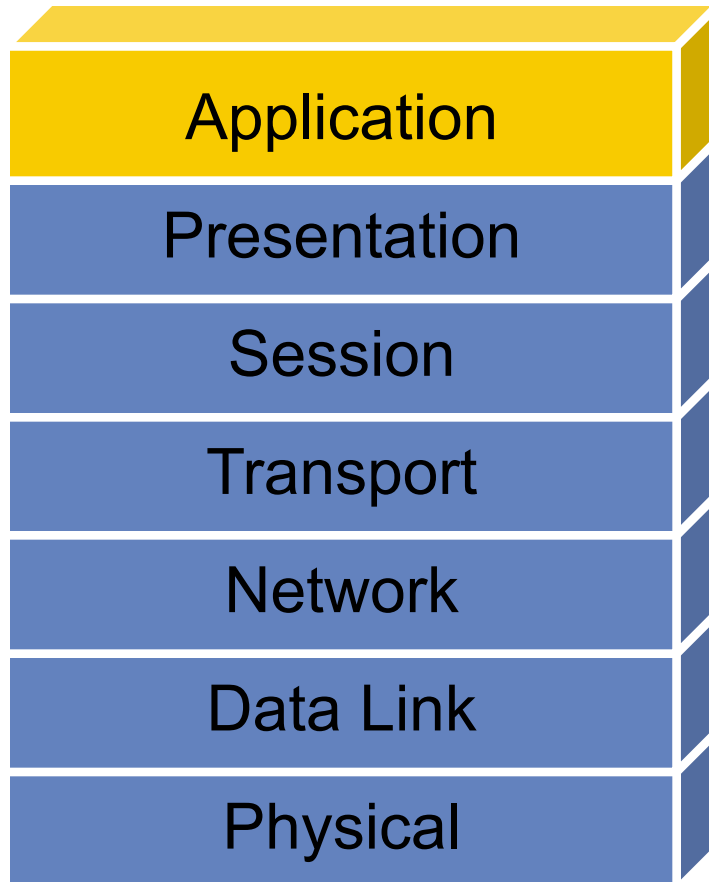 Application
Presentation
Session
Transport
Network
Data Link
Physical